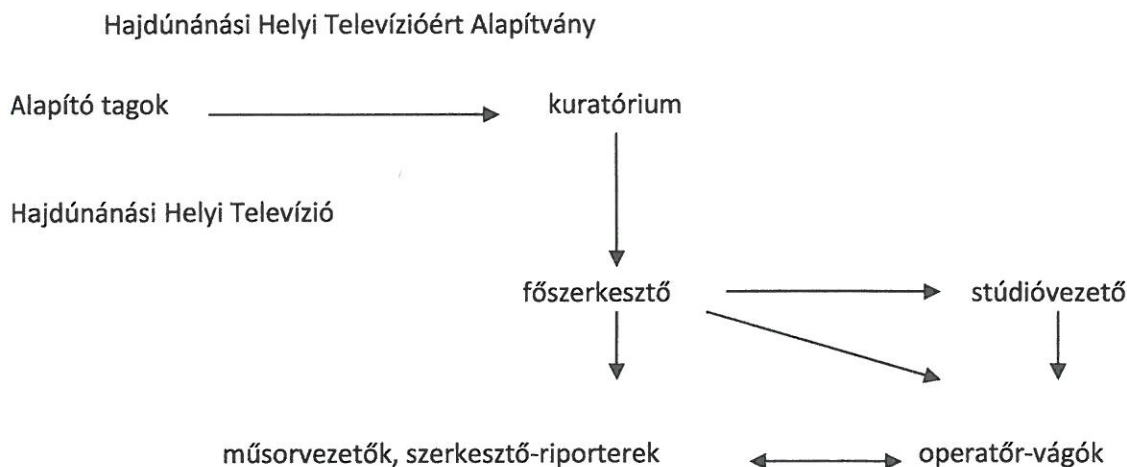 Hajdúnánási Helyi Televízióért Alapítvány
Alapító tagok kuratórium
Hajdúnánási Helyi Televízió
főszerkesztő stúdióvezető
műsorvezetők, szerkesztő-riporterek operatőr-vágók